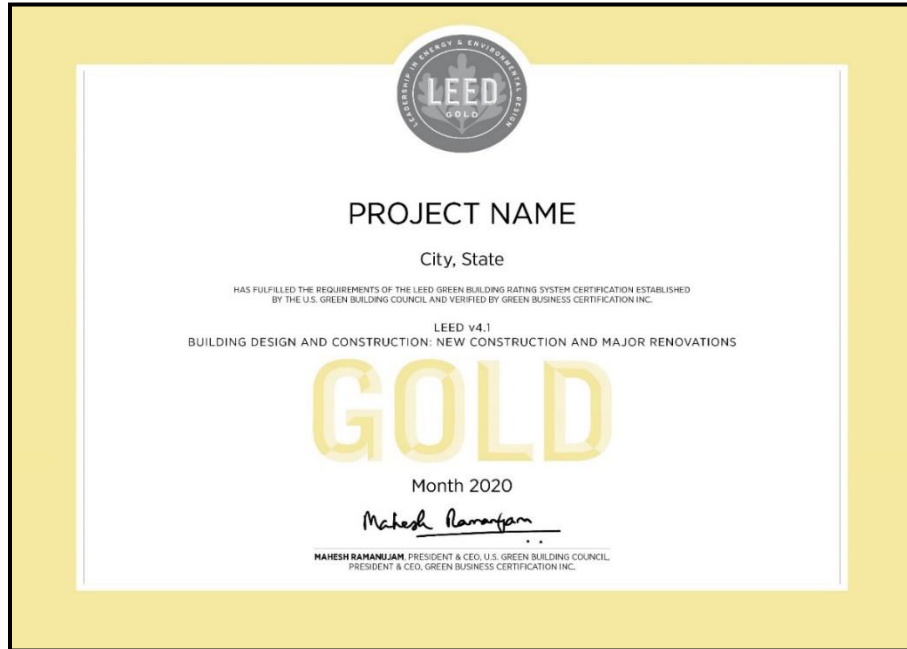 LEADERSHIP IN ENERGY & ENVIRONMENTAL DESIGN
LEED
GOLD
PROJECT NAME
City, State
HAS FULFILLED THE REQUIREMENTS OF THE LEED GREEN BUILDING RATING SYSTEM CERTIFICATION ESTABLISHED
BY THE U.S. GREEN BUILDING COUNCIL AND VERIFIED BY GREEN BUSINESS CERTIFICATION INC.
LEED v4.1
BUILDING DESIGN AND CONSTRUCTION: NEW CONSTRUCTION AND MAJOR RENOVATIONS
GOLD
Month 2020
Mahesh Ramanujam
MAHESH RAMANUJAM, PRESIDENT & CEO, U.S. GREEN BUILDING COUNCIL,
PRESIDENT & CEO, GREEN BUSINESS CERTIFICATION INC.